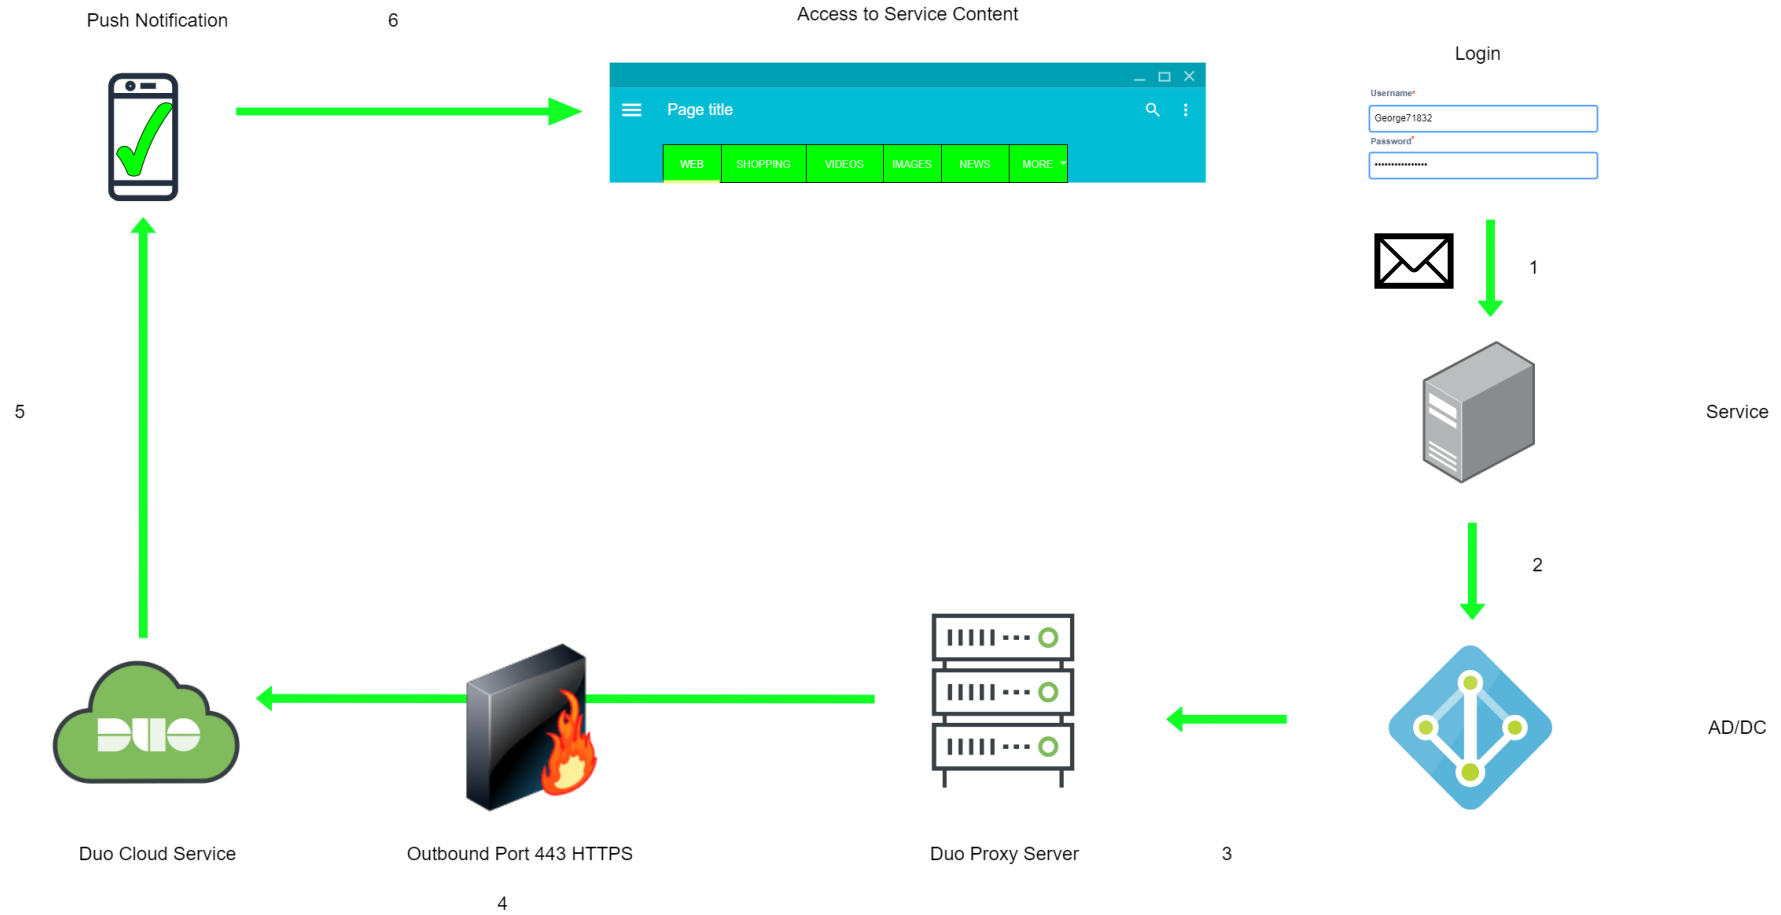 Push Notification
6
Access to Service Content
Login
Page title
WEB SHOPPING VIDEOS IMAGES NEWS MORE
Username*
George71832
Password*
••••••••••••••••
1
5
Service
2
DUO
AD/DC
Duo Cloud Service
Outbound Port 443 HTTPS
Duo Proxy Server
3
4